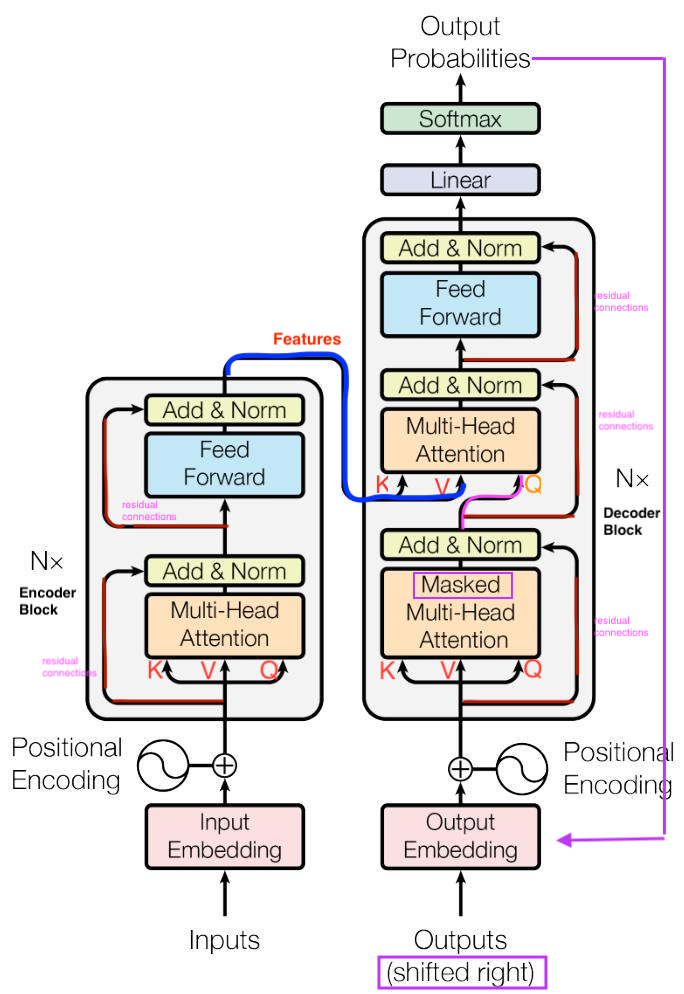 Output
Probabilities
Softmax
Linear
Add & Norm
Feed
Forward
residual
connections
Add & Norm
Multi-Head
Attention
residual
connections
K
V
Q
Nx
Decoder
Block
Add & Norm
Masked
Multi-Head
Attention
residual
connections
K
V
Q
Positional
Encoding
Output
Embedding
Outputs
(shifted right)
Features
Add & Norm
Feed
Forward
residual
connections
Nx
Encoder
Block
Add & Norm
Multi-Head
Attention
residual
connections
K
V
Q
Positional
Encoding
Input
Embedding
Inputs